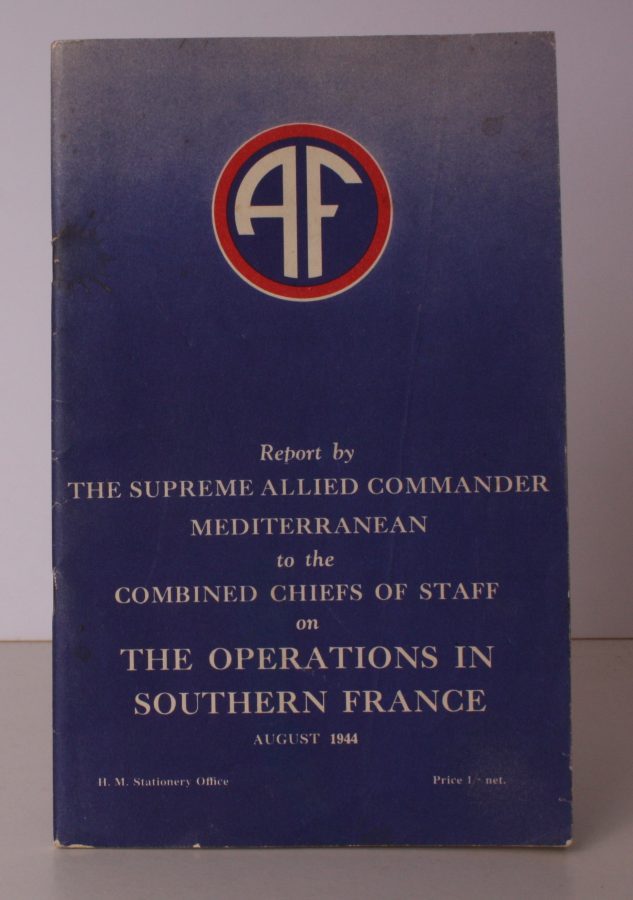 AF
Report by
THE SUPREME ALLIED COMMANDER
MEDITERRANEAN
to the
COMBINED CHIEFS OF STAFF
on
THE OPERATIONS IN
SOUTHERN FRANCE
AUGUST 1944
H. M. Stationery Office
Price 1/- net.